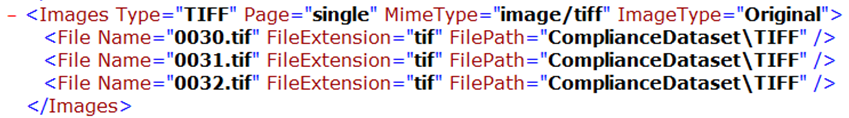 - <Images Type="TIFF" Page="single" MimeType="image/tiff" ImageType="Original">
<File Name="0030.tif" FileExtension="tif" FilePath="ComplianceDataset\TIFF" />
<File Name="0031.tif" FileExtension="tif" FilePath="ComplianceDataset\TIFF" />
<File Name="0032.tif" FileExtension="tif" FilePath="ComplianceDataset\TIFF" />
</Images>